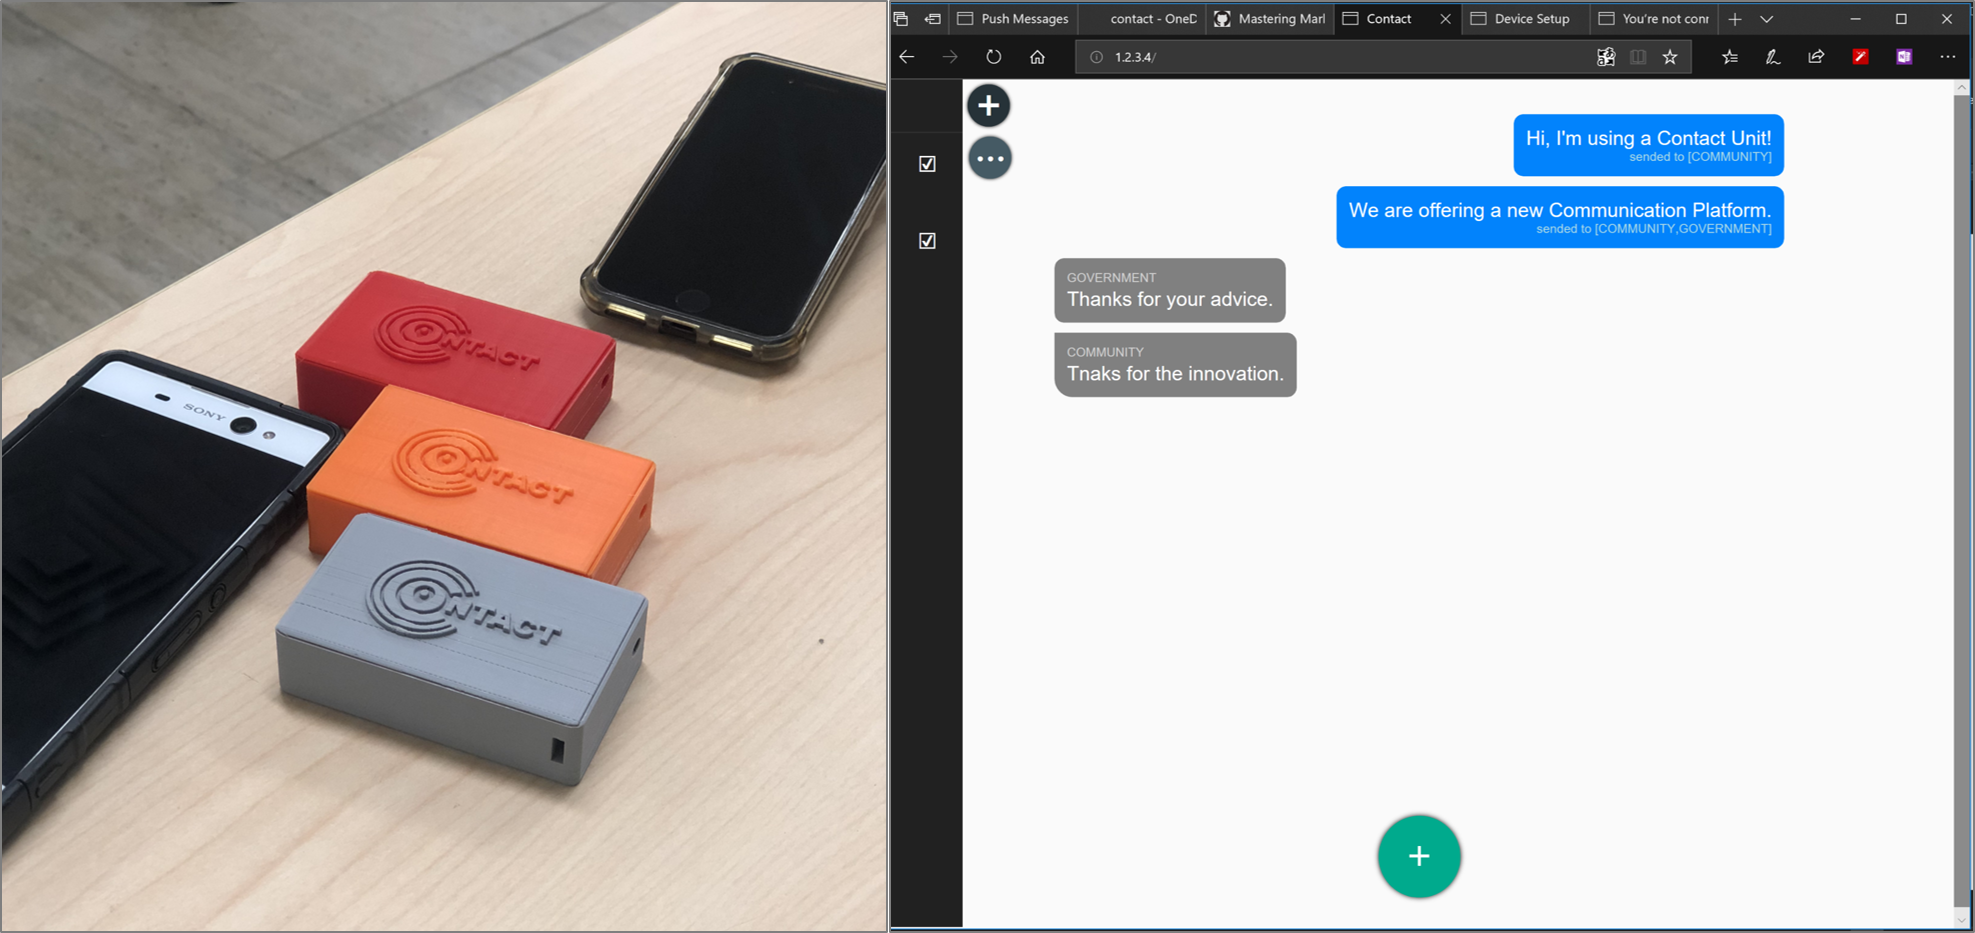 CONTACT
CONTACT
CONTACT
SONY
Push Messages
contact - OneD
Mastering Marl
Contact
Device Setup
You're not conr
1.2.3.4/
Hi, I'm using a Contact Unit!
sended to [COMMUNITY]
We are offering a new Communication Platform.
sended to [COMMUNITY,GOVERNMENT]
GOVERNMENT
Thanks for your advice.
COMMUNITY
Tnaks for the innovation.